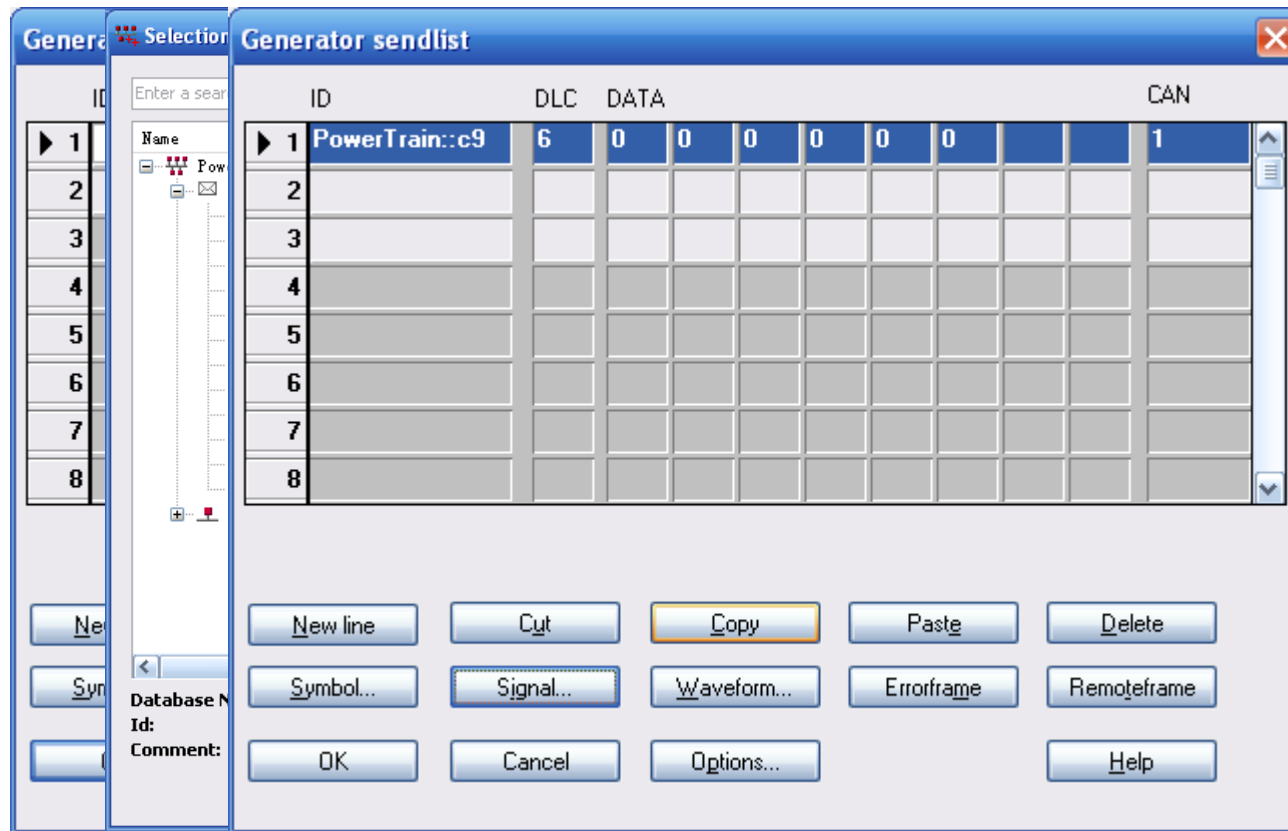 Genera
Selection
Generator sendlist
ID
Enter a sear
ID DLC DATA CAN
1
Name
1 PowerTrain::c9 6 0 0 0 0 0 0 1
Pow
2
2
3
3
4
4
5
5
6
6
7
7
8
8
Ne
New line Cut Copy Paste Delete
Sym
Symbol... Signal... Waveform... Errorframe Remoteframe
Database N
Id:
Comment:
OK Cancel Options... Help